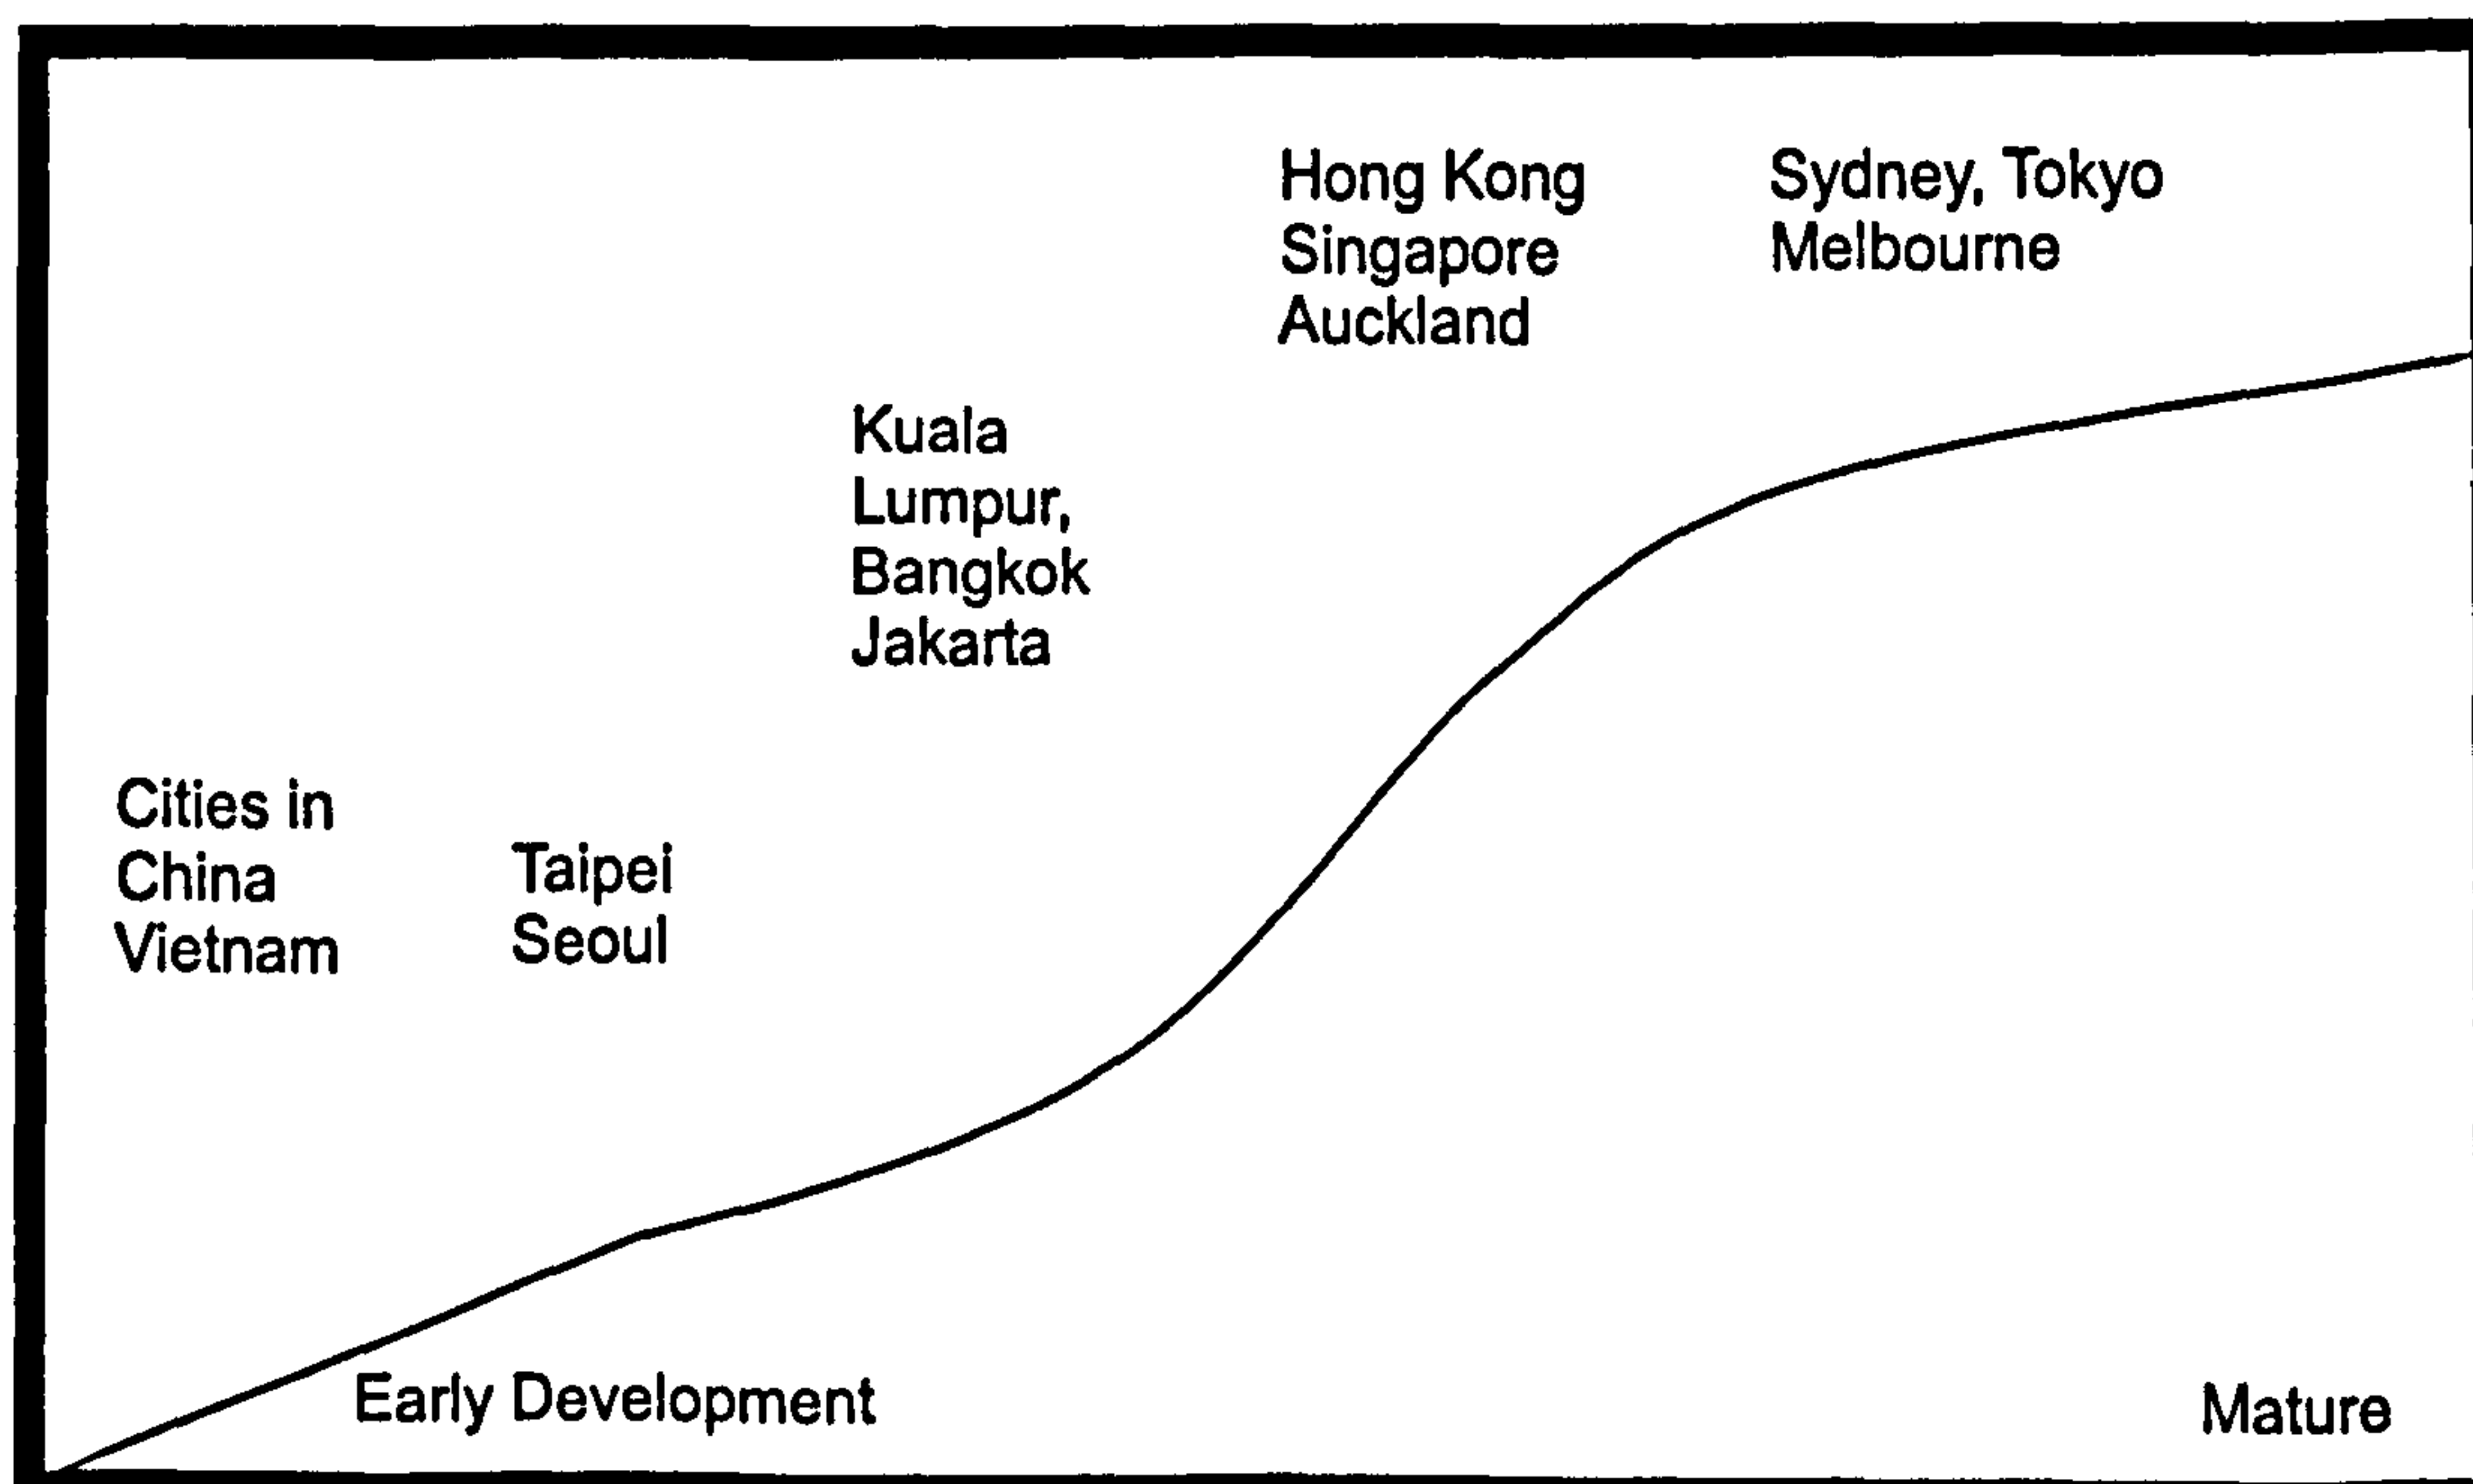 Hong Kong
Singapore
Auckland
Sydney, Tokyo
Melbourne
Kuala
Lumpur,
Bangkok
Jakarta
Cities in
China
Vietnam
Taipei
Seoul
Early Development
Mature